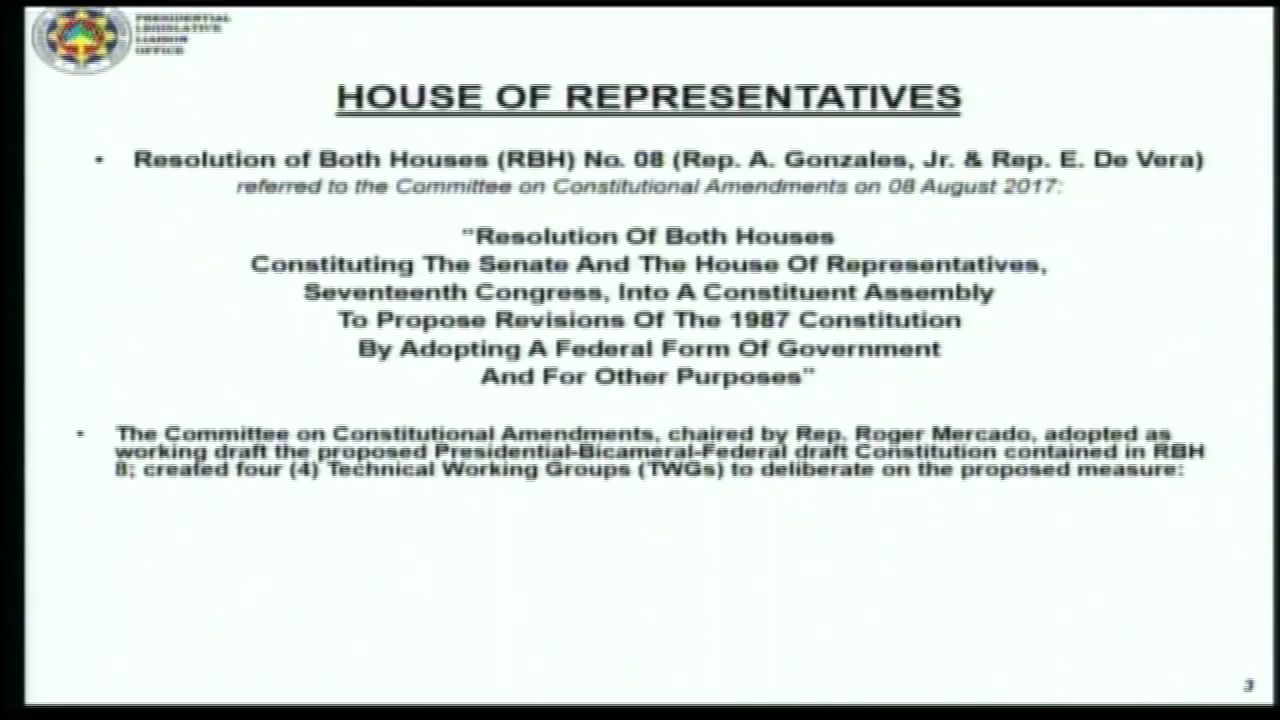 PRESIDENTIAL
LEGISLATIVE
LIAISON
OFFICE
HOUSE OF REPRESENTATIVES
• Resolution of Both Houses (RBH) No. 08 (Rep. A. Gonzales, Jr. & Rep. E. De Vera)
referred to the Committee on Constitutional Amendments on 08 August 2017:
"Resolution Of Both Houses
Constituting The Senate And The House Of Representatives,
Seventeenth Congress, Into A Constituent Assembly
To Propose Revisions Of The 1987 Constitution
By Adopting A Federal Form Of Government
And For Other Purposes"
• The Committee on Constitutional Amendments, chaired by Rep. Roger Mercado, adopted as
working draft the proposed Presidential-Bicameral-Federal draft Constitution contained in RBH
8; created four (4) Technical Working Groups (TWGs) to deliberate on the proposed measure:
3